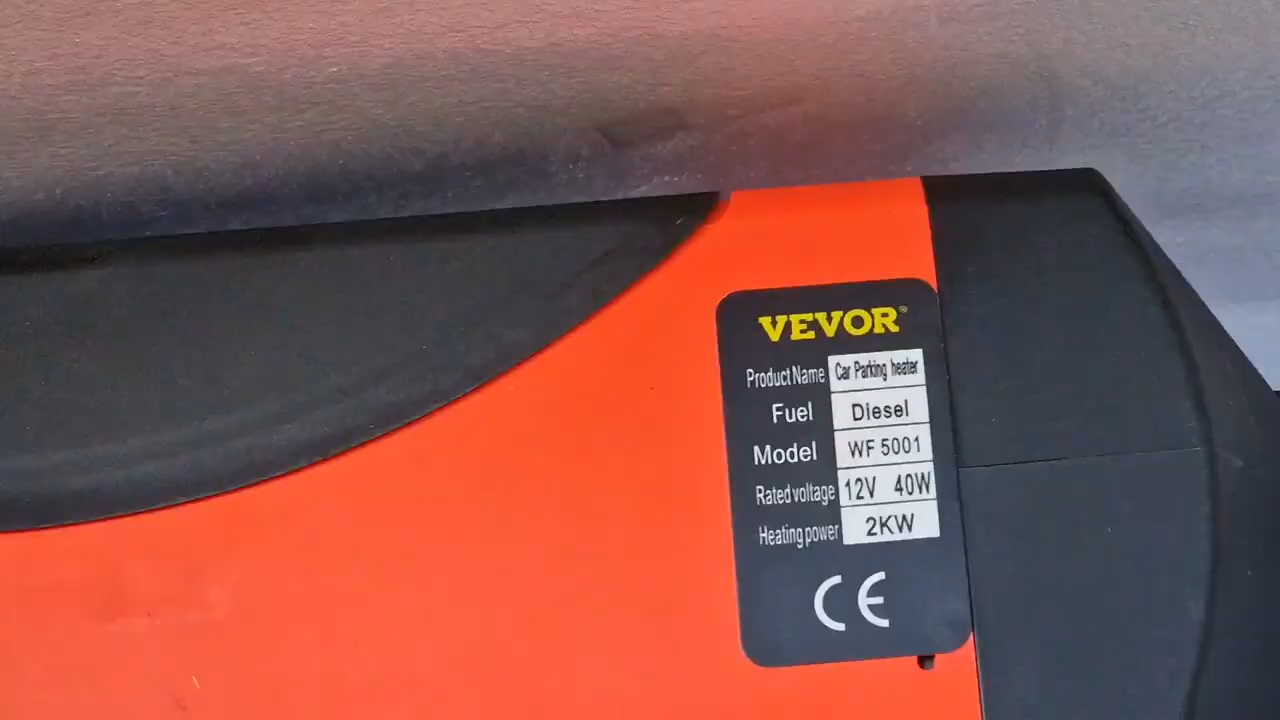 VEVOR®
Product Name Car Parking heater
Fuel Diesel
Model WF 5001
Rated voltage 12V 40W
Heating power 2KW
CE